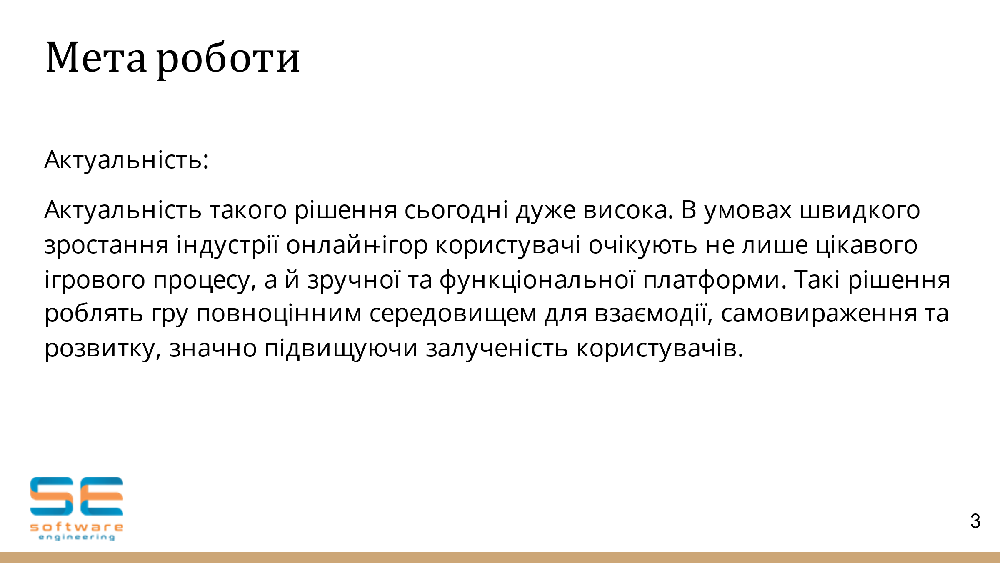 Мета роботи
Актуальність:
Актуальність такого рішення сьогодні дуже висока. В умовах швидкого
зростання індустрії онлайн-ігор користувачі очікують не лише цікавого
ігрового процесу, а й зручної та функціональної платформи. Такі рішення
роблять гру повноцінним середовищем для взаємодії, самовираження та
розвитку, значно підвищуючи залученість користувачів.
SE
software
engineering
3